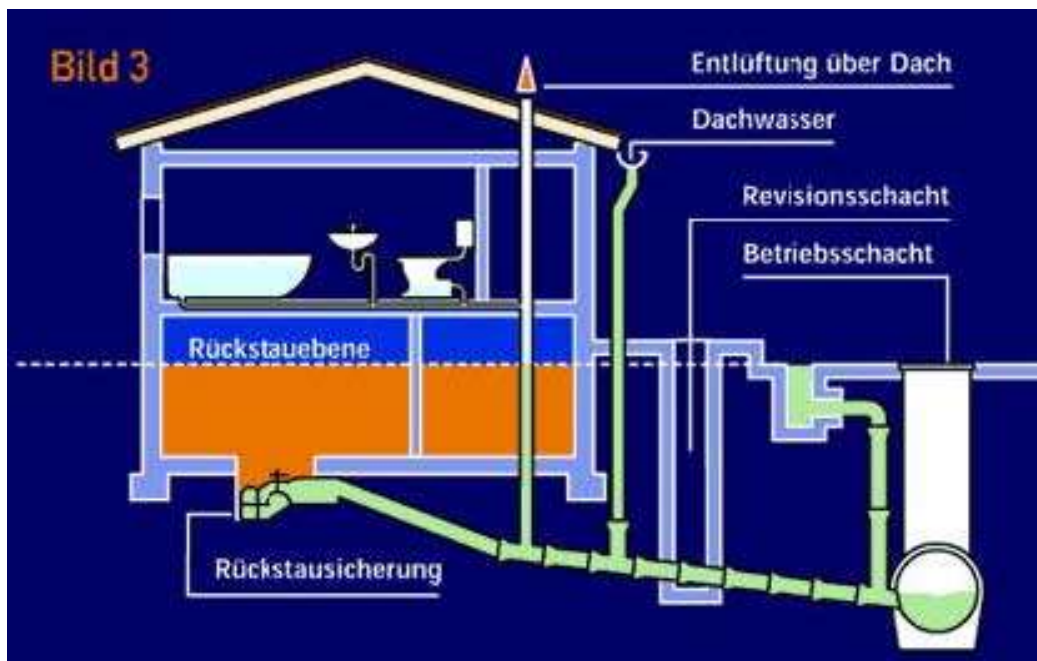 Bild 3
Entlüftung über Dach
Dachwasser
Revisionsschacht
Betriebsschacht
Rückstauebene
Rückstausicherung